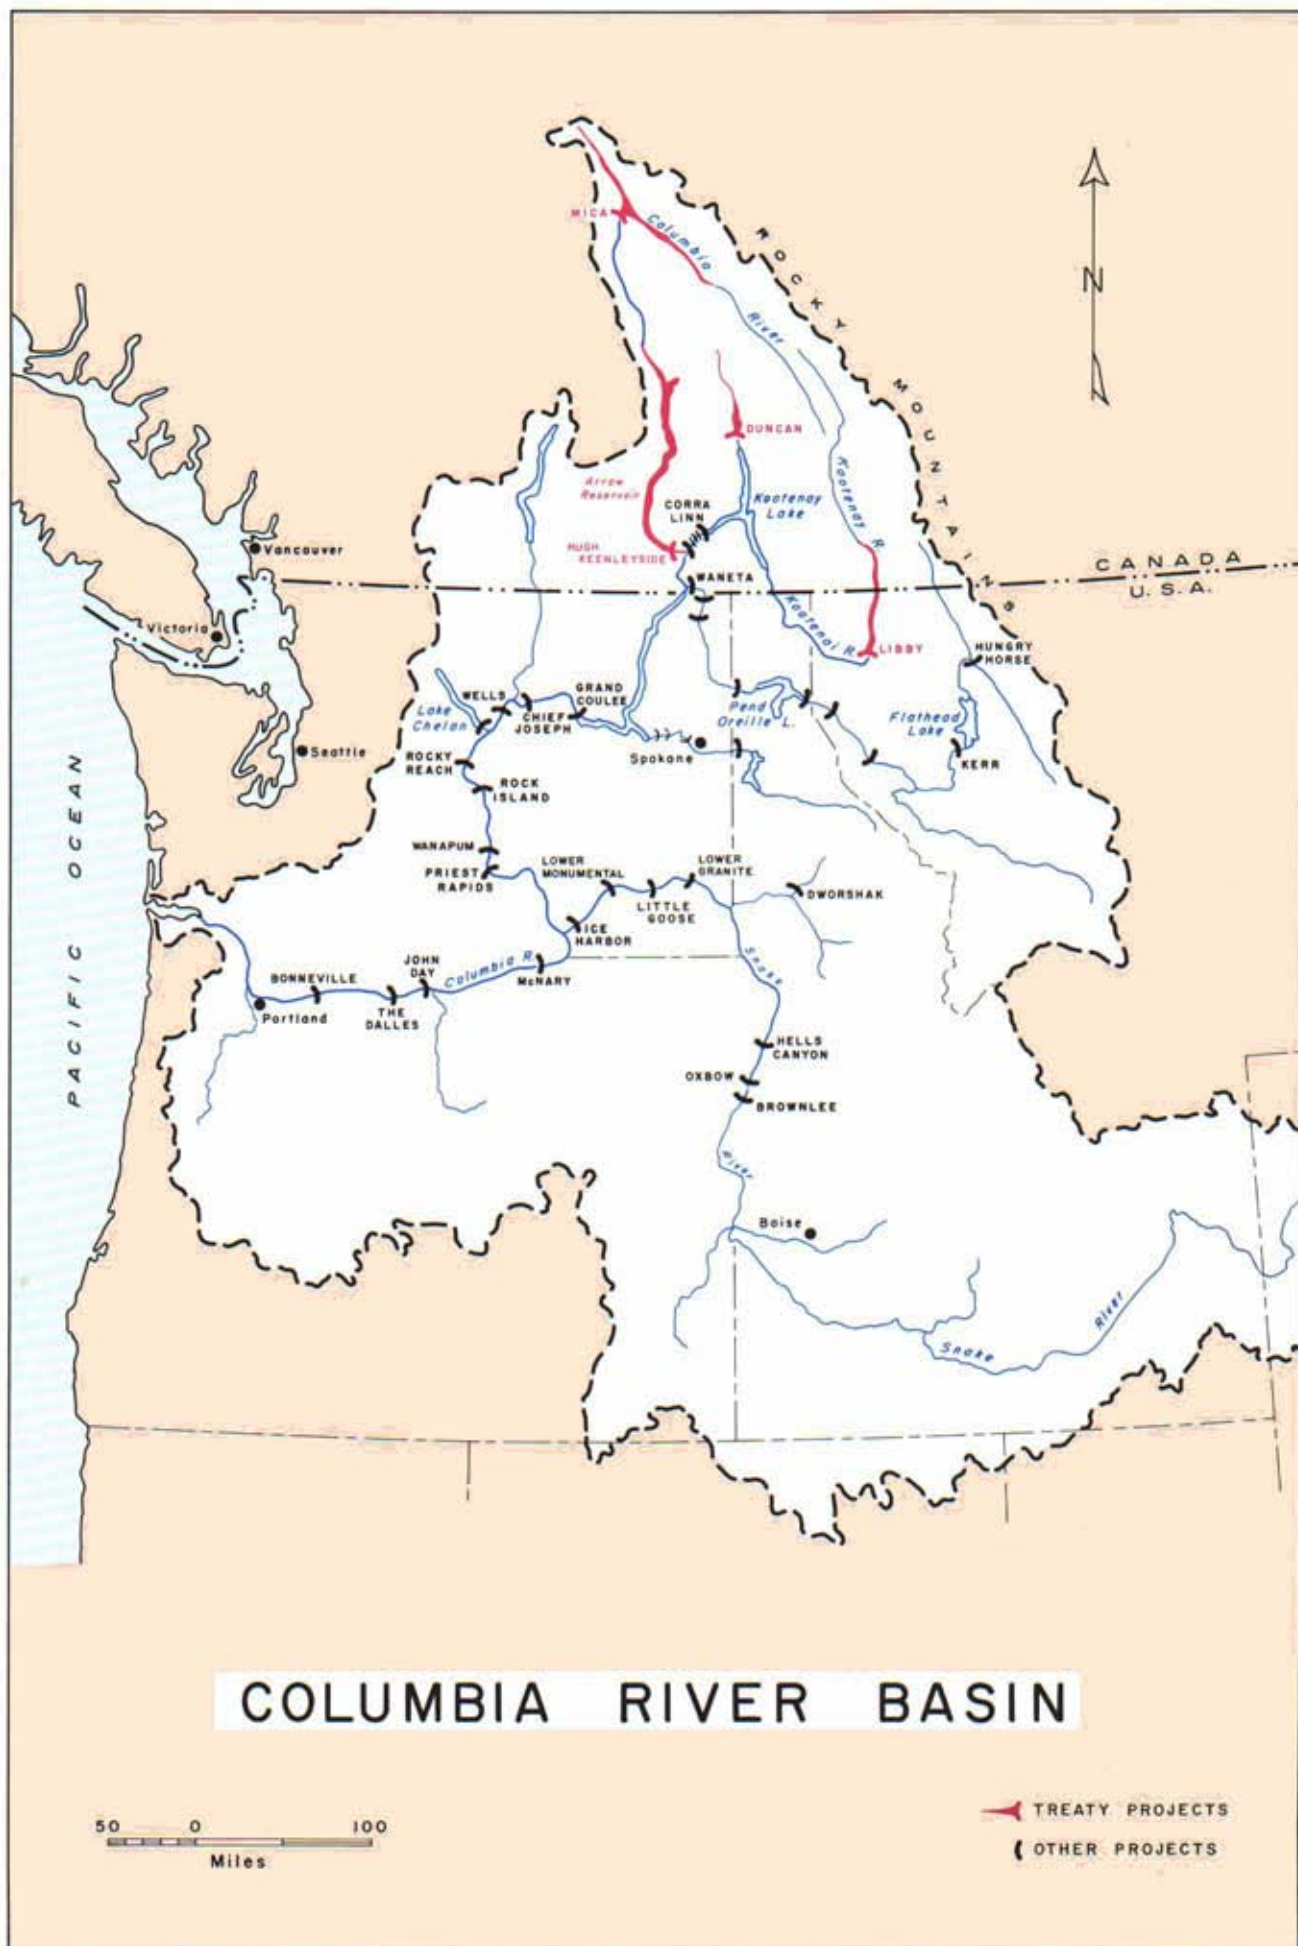 MICA
Columbia
River
ROCKY MOUNTAINS
N
DUNCAN
Arrow
Reservoir
CORRA
LINN
Kootenay
Lake
Kootenay R.
HUGH
KEENLEYSIDE
WANETA
CANADA
U.S.A.
Vancouver
Victoria
Kootenai R.
LIBBY
HUNGRY
HORSE
WELLS
GRAND
COULEE
Lake
Chelan
CHIEF
JOSEPH
Pend
Oreille L.
Flathead
Lake
Seattle
Spokane
KERR
ROCKY
REACH
ROCK
ISLAND
PACIFIC OCEAN
WANAPUM
PRIEST
RAPIDS
LOWER
MONUMENTAL
LOWER
GRANITE
LITTLE
GOOSE
DWORSHAK
ICE
HARBOR
JOHN
DAY
Columbia R.
McNARY
Snake
BONNEVILLE
THE
DALLES
Portland
HELLS
CANYON
OXBOW
BROWNLEE
River
Boise
Snake
River
COLUMBIA RIVER BASIN
50 0 100
Miles
TREATY PROJECTS
OTHER PROJECTS